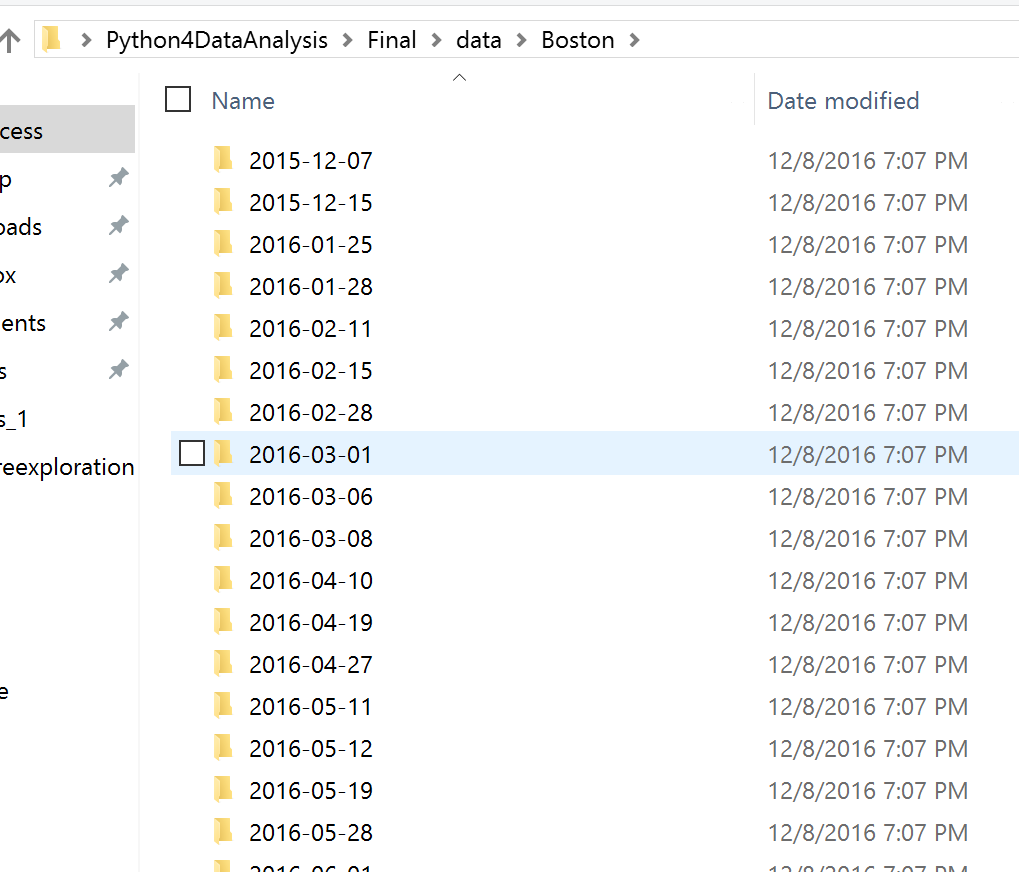 Python4DataAnalysis > Final > data > Boston >
Name Date modified
cess
p
oads
ox
ents
s
s_1
reexploration
e
2015-12-07 12/8/2016 7:07 PM
2015-12-15 12/8/2016 7:07 PM
2016-01-25 12/8/2016 7:07 PM
2016-01-28 12/8/2016 7:07 PM
2016-02-11 12/8/2016 7:07 PM
2016-02-15 12/8/2016 7:07 PM
2016-02-28 12/8/2016 7:07 PM
2016-03-01 12/8/2016 7:07 PM
2016-03-06 12/8/2016 7:07 PM
2016-03-08 12/8/2016 7:07 PM
2016-04-10 12/8/2016 7:07 PM
2016-04-19 12/8/2016 7:07 PM
2016-04-27 12/8/2016 7:07 PM
2016-05-11 12/8/2016 7:07 PM
2016-05-12 12/8/2016 7:07 PM
2016-05-19 12/8/2016 7:07 PM
2016-05-28 12/8/2016 7:07 PM